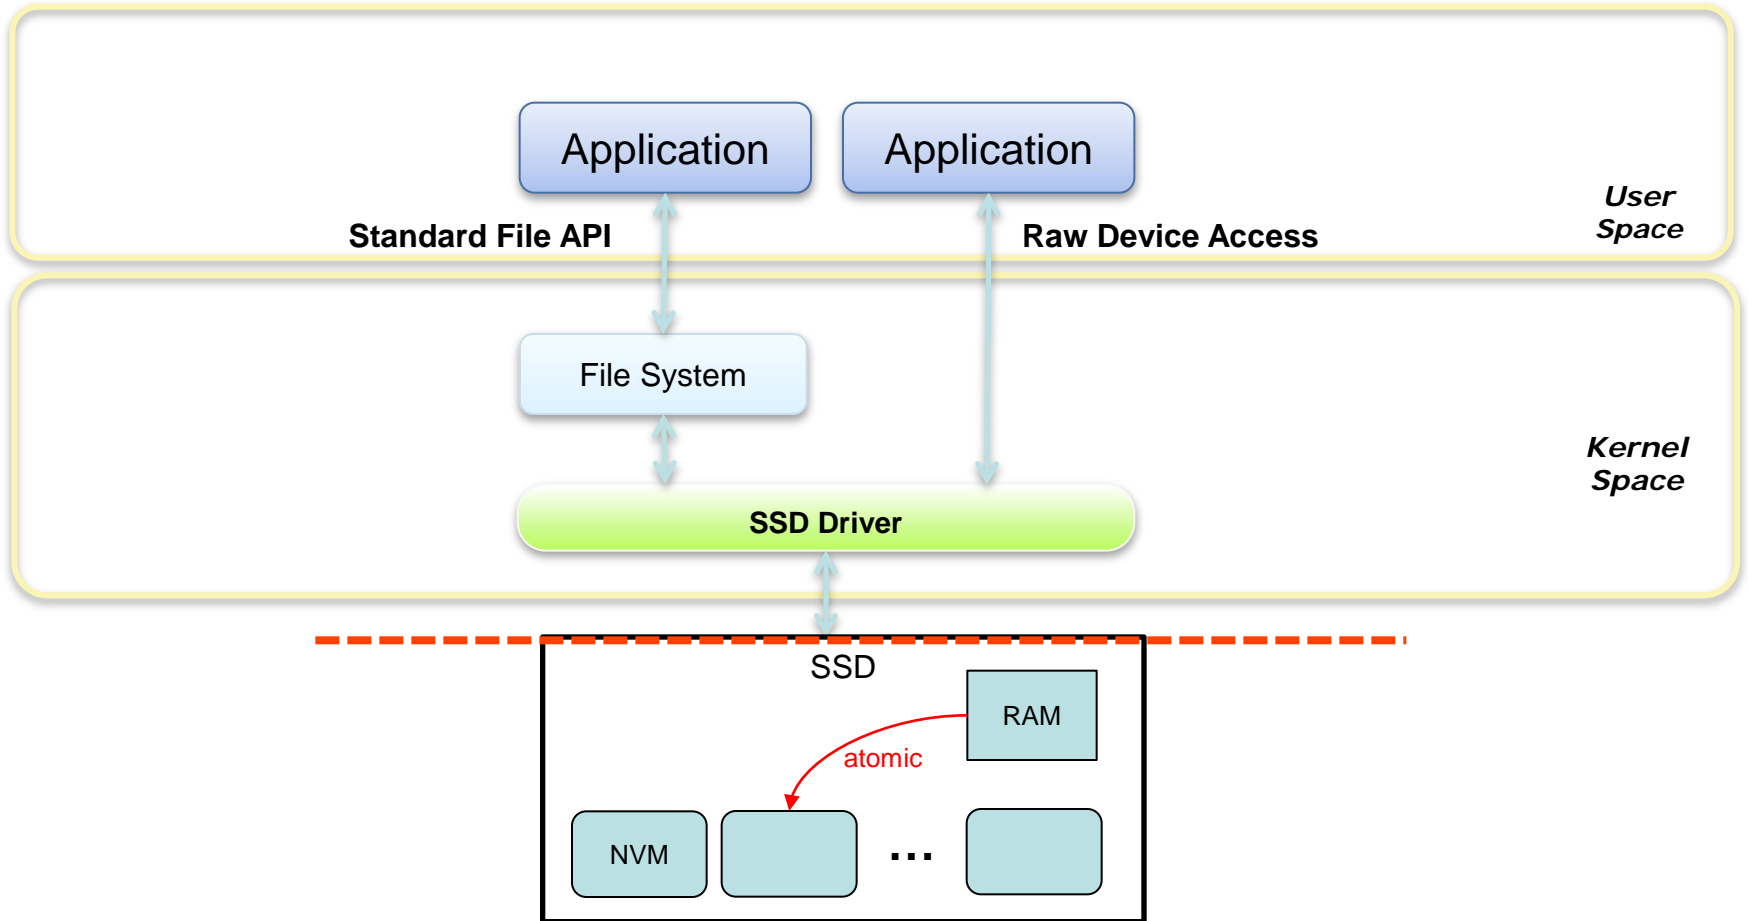 Application
Application
User
Space
Standard File API
Raw Device Access
File System
Kernel
Space
SSD Driver
SSD
RAM
atomic
NVM
...